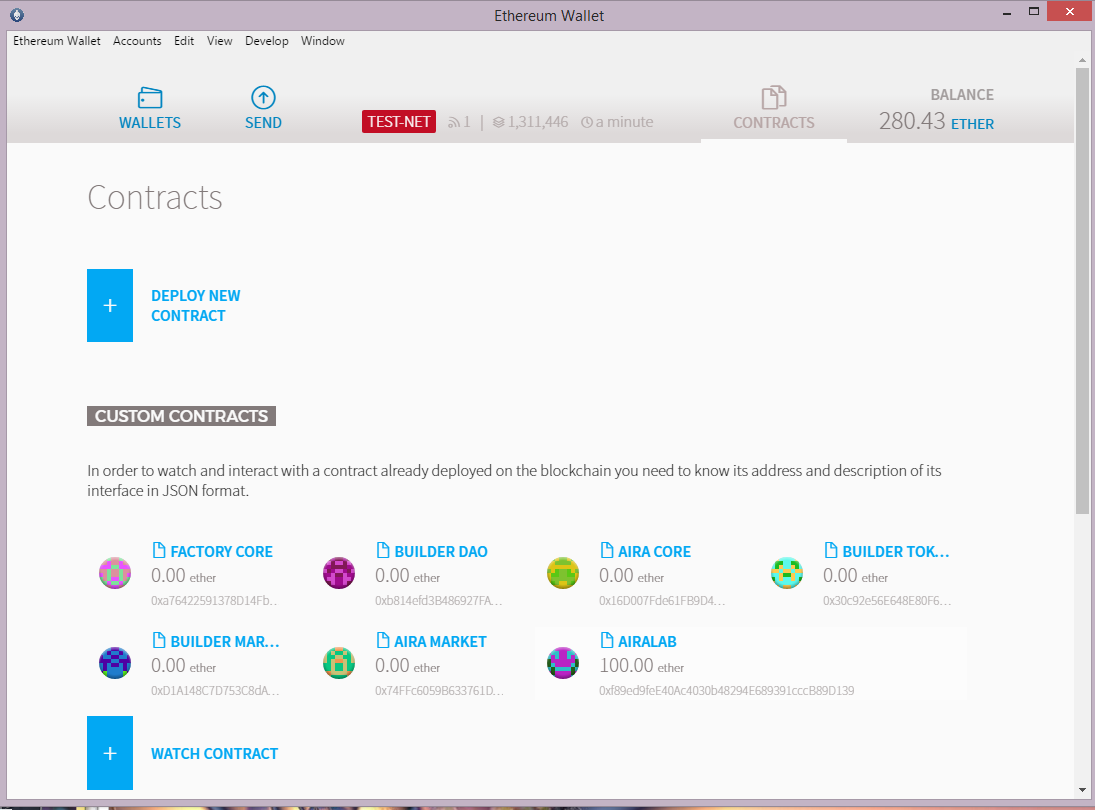 Ethereum Wallet
Ethereum Wallet Accounts Edit View Develop Window
WALLETS
SEND
TEST-NET 1 | 1,311,446 a minute
CONTRACTS
BALANCE
280.43 ETHER
Contracts
+ DEPLOY NEW
CONTRACT
CUSTOM CONTRACTS
In order to watch and interact with a contract already deployed on the blockchain you need to know its address and description of its
interface in JSON format.
FACTORY CORE
0.00 ether
0xa76422591378D14Fb...
BUILDER DAO
0.00 ether
0xb814efd3B486927FA...
AIRA CORE
0.00 ether
0x16D007Fde61FB9D4...
BUILDER TOK...
0.00 ether
0x30c92e56E648E80F6...
BUILDER MAR...
0.00 ether
0xD1A148C7D753C8dA...
AIRA MARKET
0.00 ether
0x74FFc6059B633761D...
AIRALAB
100.00 ether
0xf89ed9feE40Ac4030b48294E689391cccB89D139
+ WATCH CONTRACT